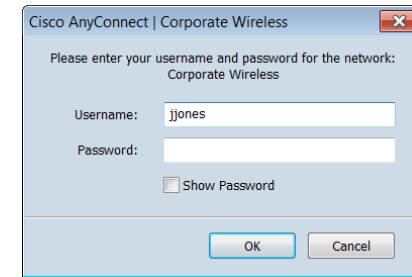 Cisco AnyConnect | Corporate Wireless
Please enter your username and password for the network:
Corporate Wireless
Username: jjones
Password:
Show Password
OK Cancel